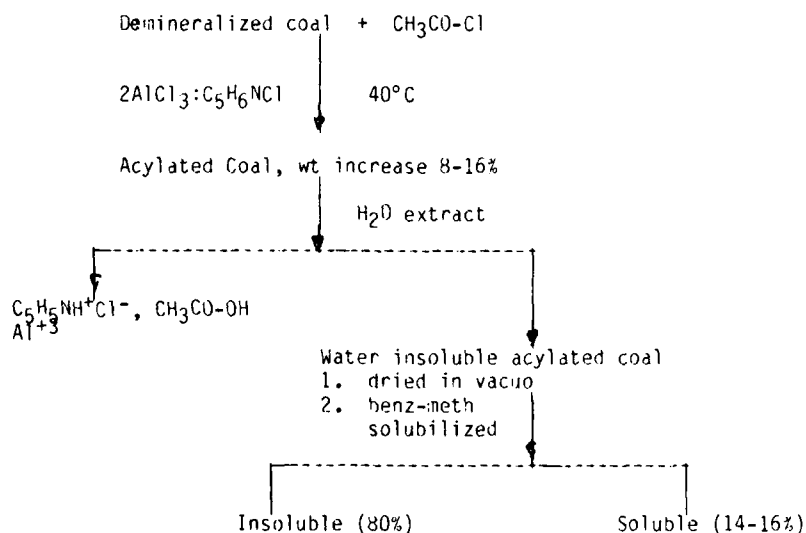 Demineralized coal + CH3CO-Cl
2AlCl3:C5H6NCl 40°C
Acylated Coal, wt increase 8-16%
H2O extract
C5H5NH+Cl-, CH3CO-OH
Al+3
Water insoluble acylated coal
1. dried in vacuo
2. benz-meth
solubilized
Insoluble (80%) Soluble (14-16%)